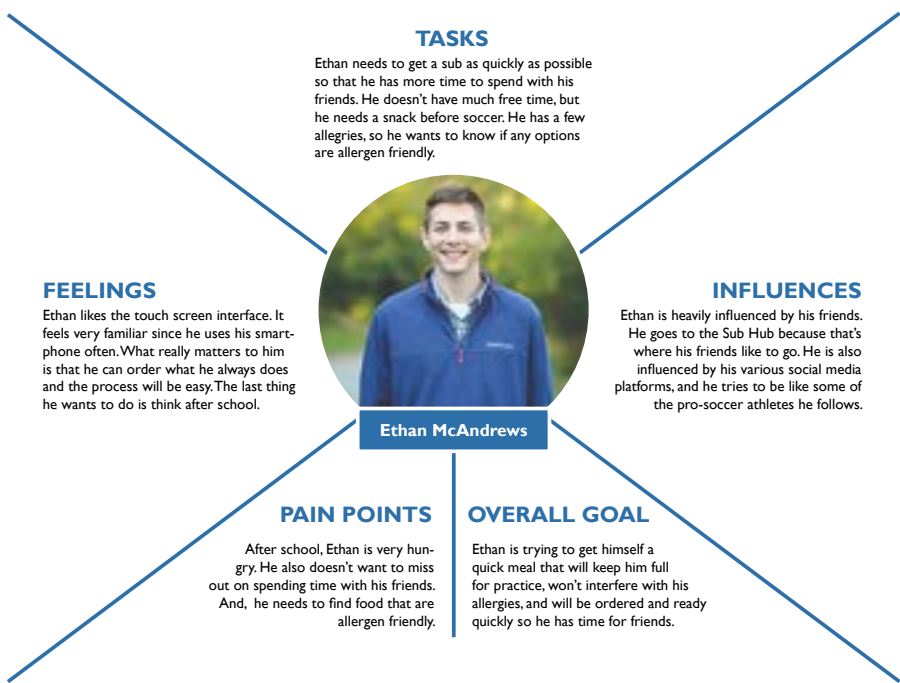 TASKS
Ethan needs to get a sub as quickly as possible
so that he has more time to spend with his
friends. He doesn't have much free time, but
he needs a snack before soccer. He has a few
allegries, so he wants to know if any options
are allergen friendly.
FEELINGS
Ethan likes the touch screen interface. It
feels very familiar since he uses his smart-
phone often. What really matters to him
is that he can order what he always does
and the process will be easy. The last thing
he wants to do is think after school.
INFLUENCES
Ethan is heavily influenced by his friends.
He goes to the Sub Hub because that's
where his friends like to go. He is also
influenced by his various social media
platforms, and he tries to be like some of
the pro-soccer athletes he follows.
Ethan McAndrews
PAIN POINTS
After school, Ethan is very hun-
gry. He also doesn't want to miss
out on spending time with his friends.
And, he needs to find food that are
allergen friendly.
OVERALL GOAL
Ethan is trying to get himself a
quick meal that will keep him full
for practice, won't interfere with his
allergies, and will be ordered and ready
quickly so he has time for friends.